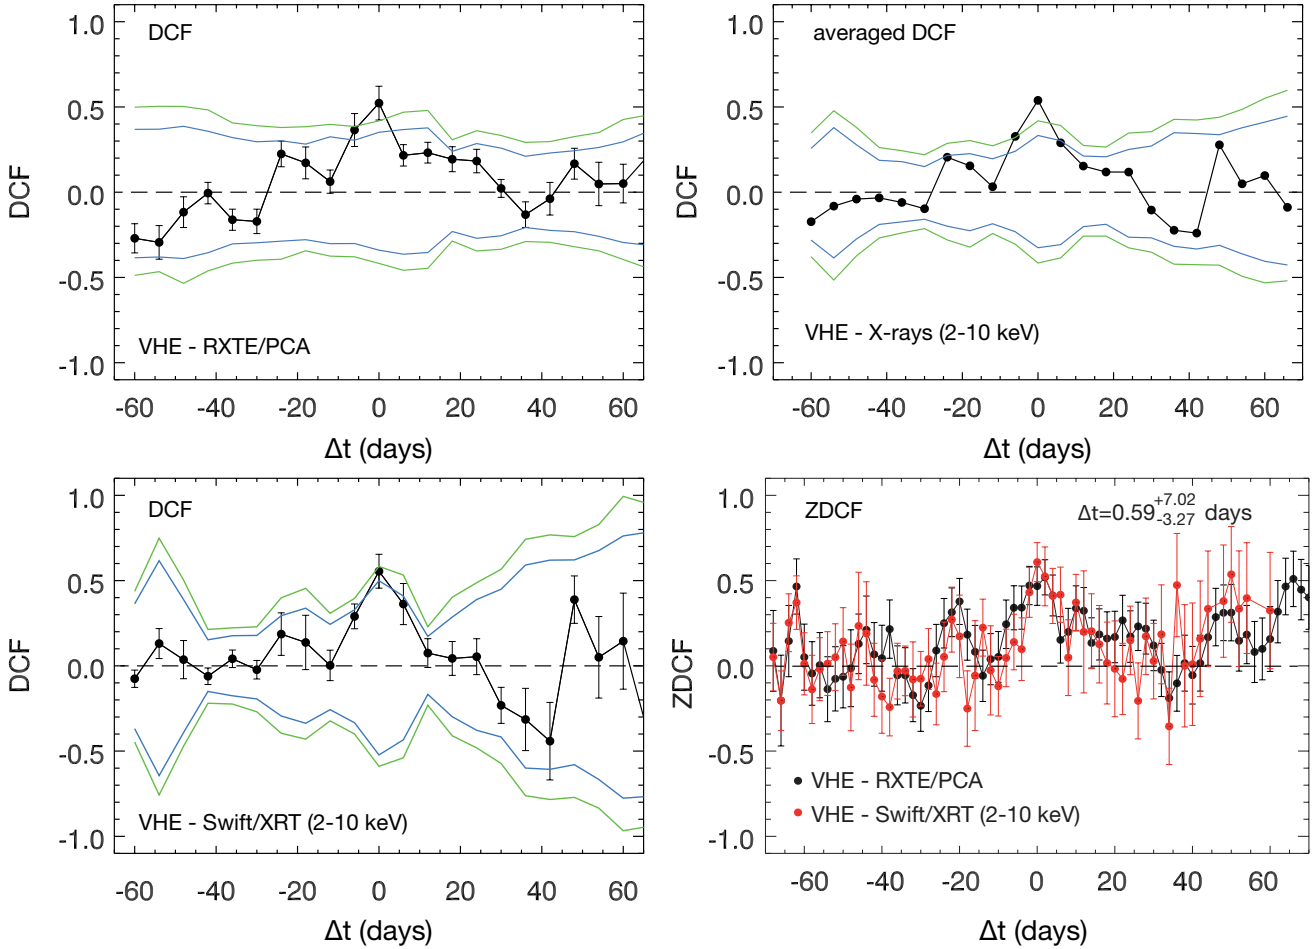 DCF
1.0
0.5
0.0
-0.5
-1.0
DCF
VHE - RXTE/PCA
-60 -40 -20 0 20 40 60
Δt (days)
averaged DCF
1.0
0.5
0.0
-0.5
-1.0
DCF
VHE - X-rays (2-10 keV)
-60 -40 -20 0 20 40 60
Δt (days)
DCF
1.0
0.5
0.0
-0.5
-1.0
DCF
VHE - Swift/XRT (2-10 keV)
-60 -40 -20 0 20 40 60
Δt (days)
ZDCF
Δt=0.59+7.02-3.27 days
1.0
0.5
0.0
-0.5
-1.0
ZDCF
VHE - RXTE/PCA
VHE - Swift/XRT (2-10 keV)
-60 -40 -20 0 20 40 60
Δt (days)